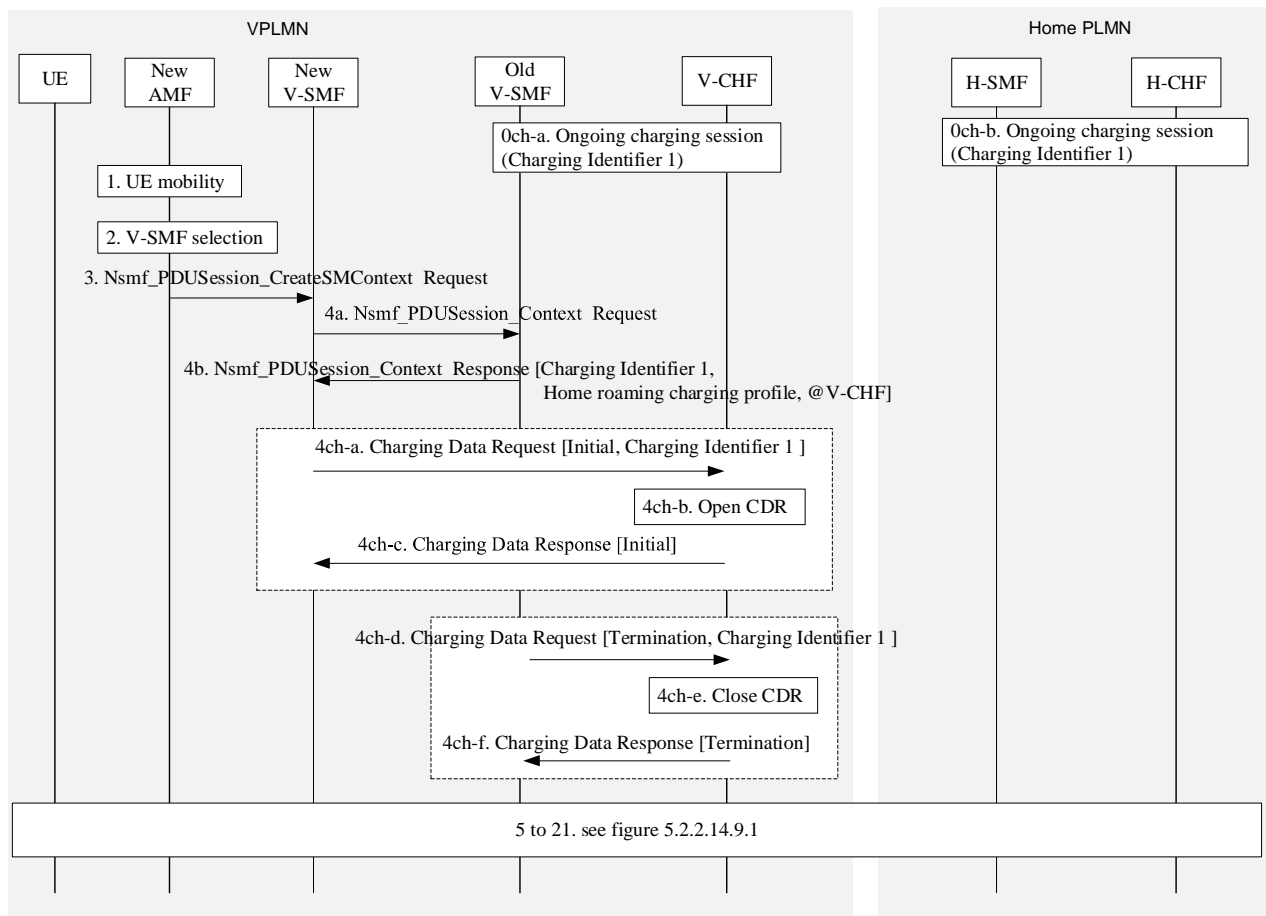 VPLMN
Home PLMN
UE
New
AMF
New
V-SMF
Old
V-SMF
V-CHF
H-SMF
H-CHF
0ch-a. Ongoing charging session
(Charging Identifier 1)
0ch-b. Ongoing charging session
(Charging Identifier 1)
1. UE mobility
2. V-SMF selection
3. Nsmf_PDUSession_CreateSMContext Request
4a. Nsmf_PDUSession_Context Request
4b. Nsmf_PDUSession_Context Response [Charging Identifier 1,
Home roaming charging profile, @V-CHF]
4ch-a. Charging Data Request [Initial, Charging Identifier 1 ]
4ch-b. Open CDR
4ch-c. Charging Data Response [Initial]
4ch-d. Charging Data Request [Termination, Charging Identifier 1 ]
4ch-e. Close CDR
4ch-f. Charging Data Response [Termination]
5 to 21. see figure 5.2.2.14.9.1